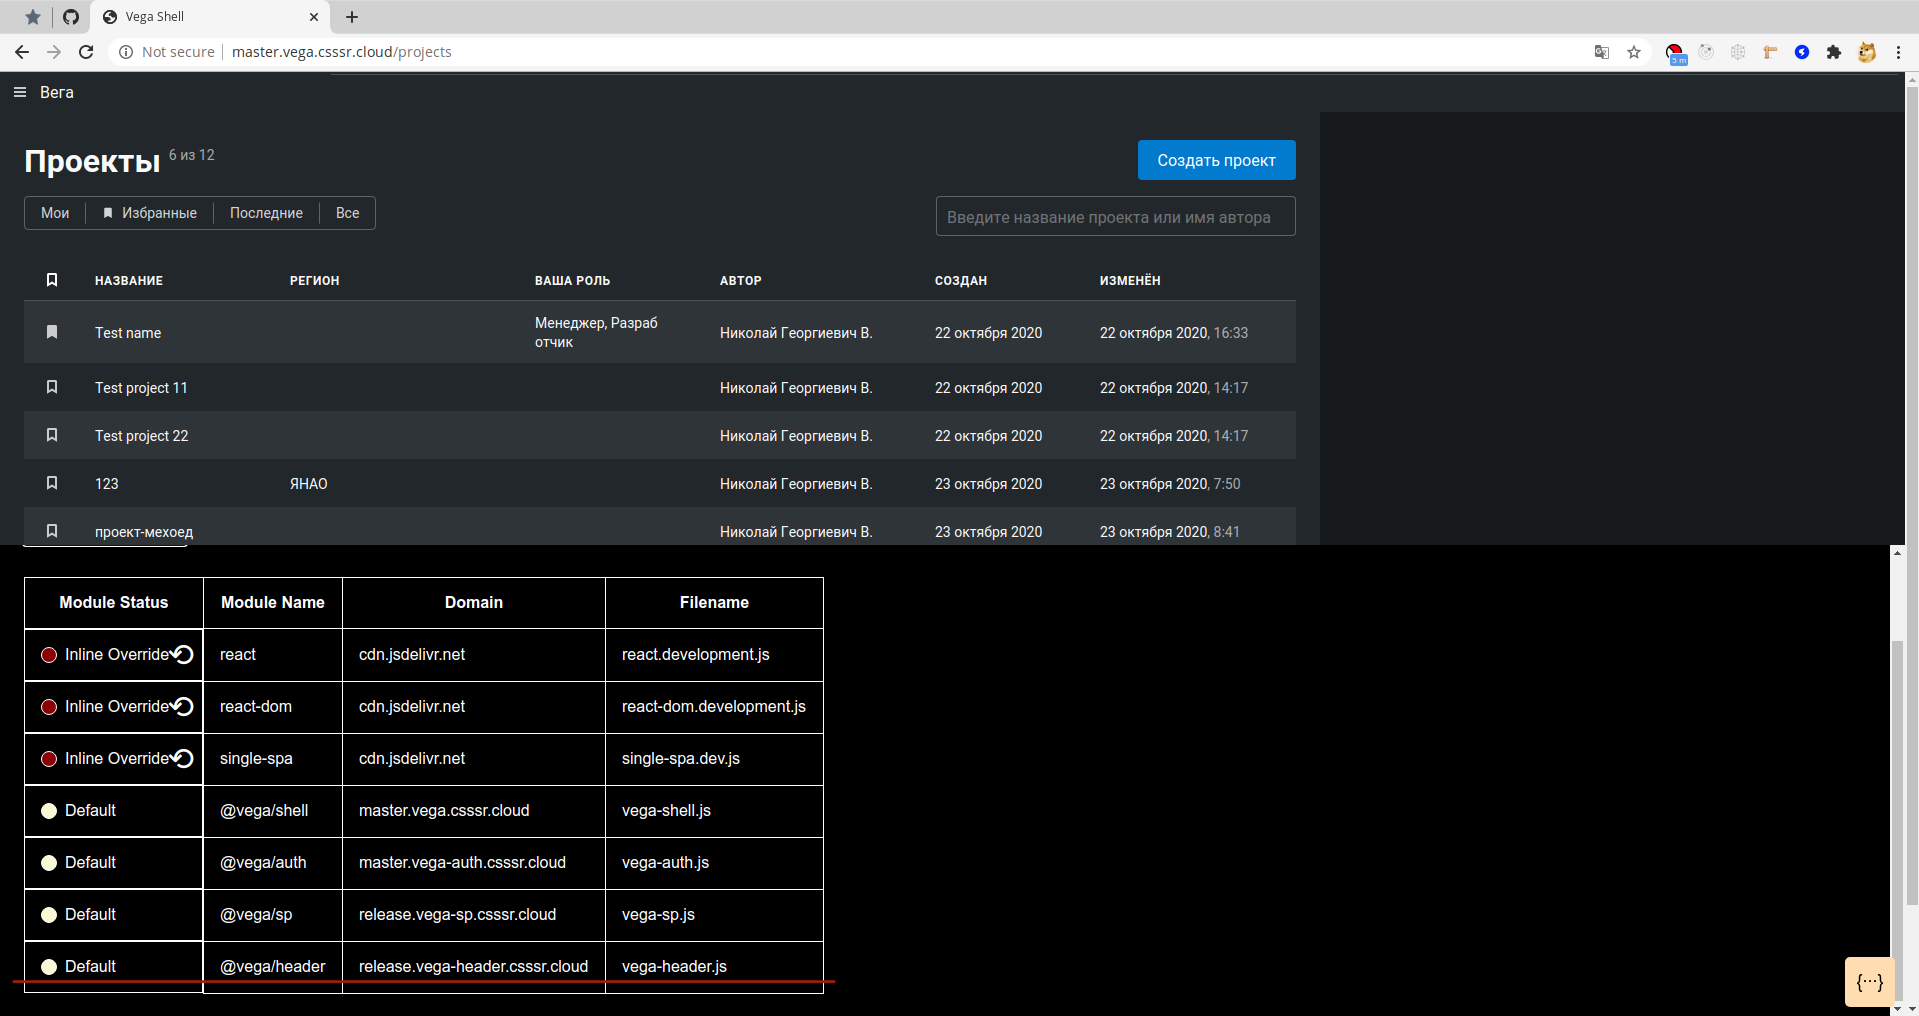 Vega Shell
Not secure master.vega.csssr.cloud/projects
5 m
Вега
Проекты 6 из 12
Создать проект
Мои Избранные Последние Все
Введите название проекта или имя автора
НАЗВАНИЕ РЕГИОН ВАША РОЛЬ АВТОР СОЗДАН ИЗМЕНЁН
Test name Менеджер, Разраб Николай Георгиевич В. 22 октября 2020 22 октября 2020, 16:33
отчик
Test project 11 Николай Георгиевич В. 22 октября 2020 22 октября 2020, 14:17
Test project 22 Николай Георгиевич В. 22 октября 2020 22 октября 2020, 14:17
123 ЯНАО Николай Георгиевич В. 23 октября 2020 23 октября 2020, 7:50
проект-мехоед Николай Георгиевич В. 23 октября 2020 23 октября 2020, 8:41
Module Status Module Name Domain Filename
Inline Override react cdn.jsdelivr.net react.development.js
Inline Override react-dom cdn.jsdelivr.net react-dom.development.js
Inline Override single-spa cdn.jsdelivr.net single-spa.dev.js
Default @vega/shell master.vega.csssr.cloud vega-shell.js
Default @vega/auth master.vega-auth.csssr.cloud vega-auth.js
Default @vega/sp release.vega-sp.csssr.cloud vega-sp.js
Default @vega/header release.vega-header.csssr.cloud vega-header.js
{···}